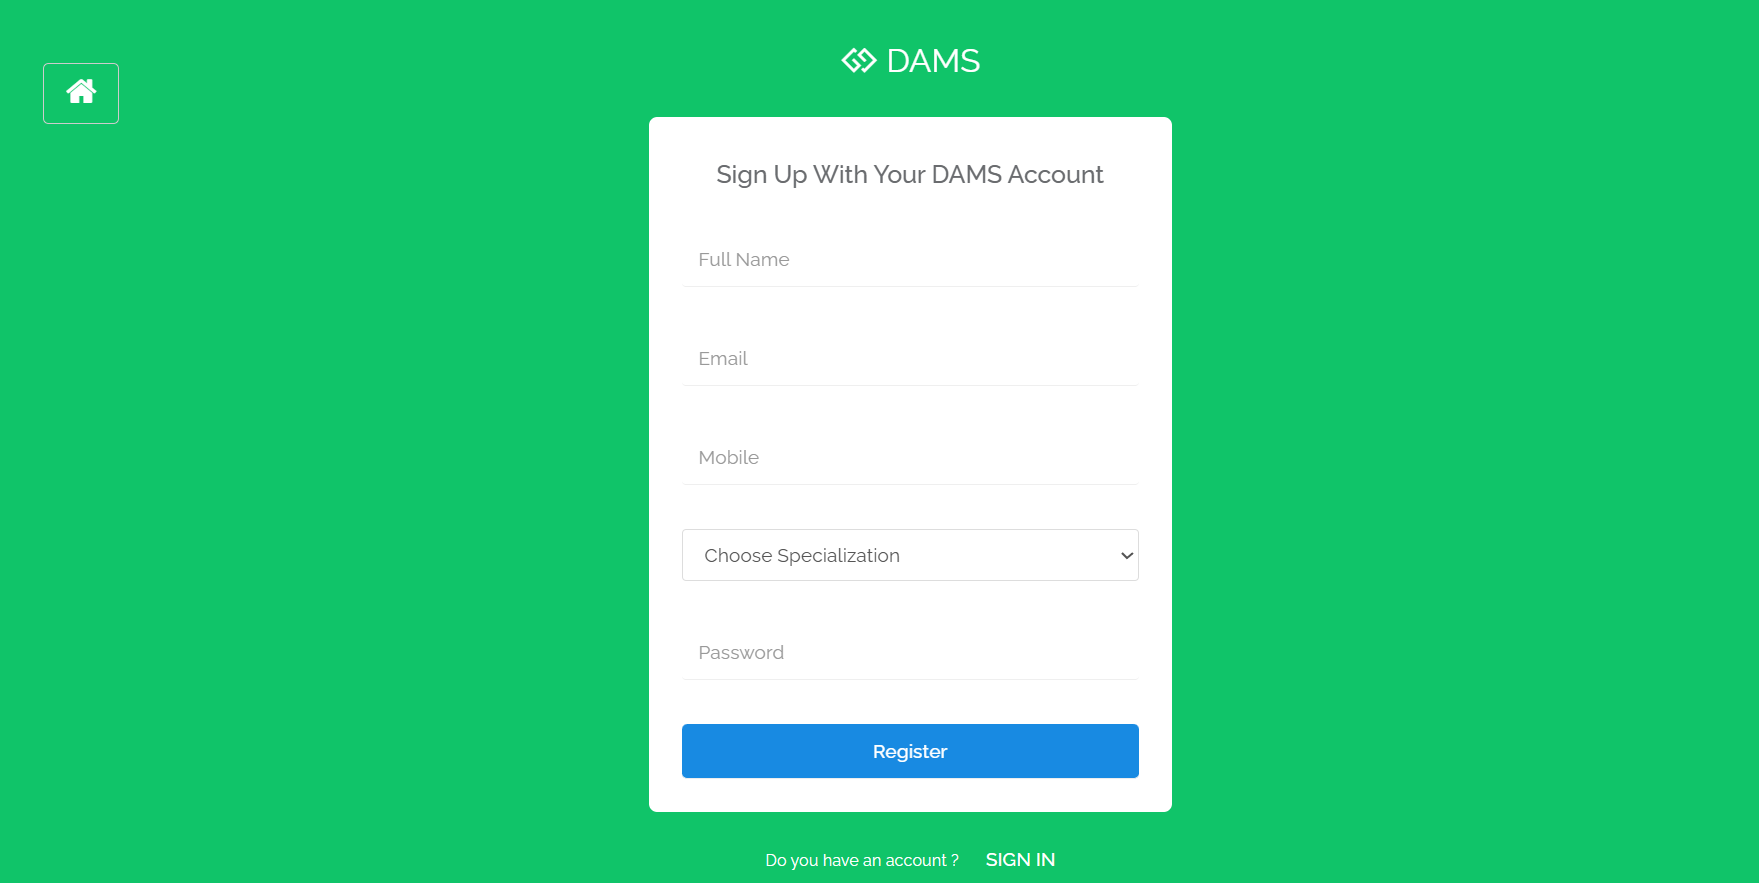 DAMS
Sign Up With Your DAMS Account
Full Name
Email
Mobile
Choose Specialization
Password
Register
Do you have an account ? SIGN IN